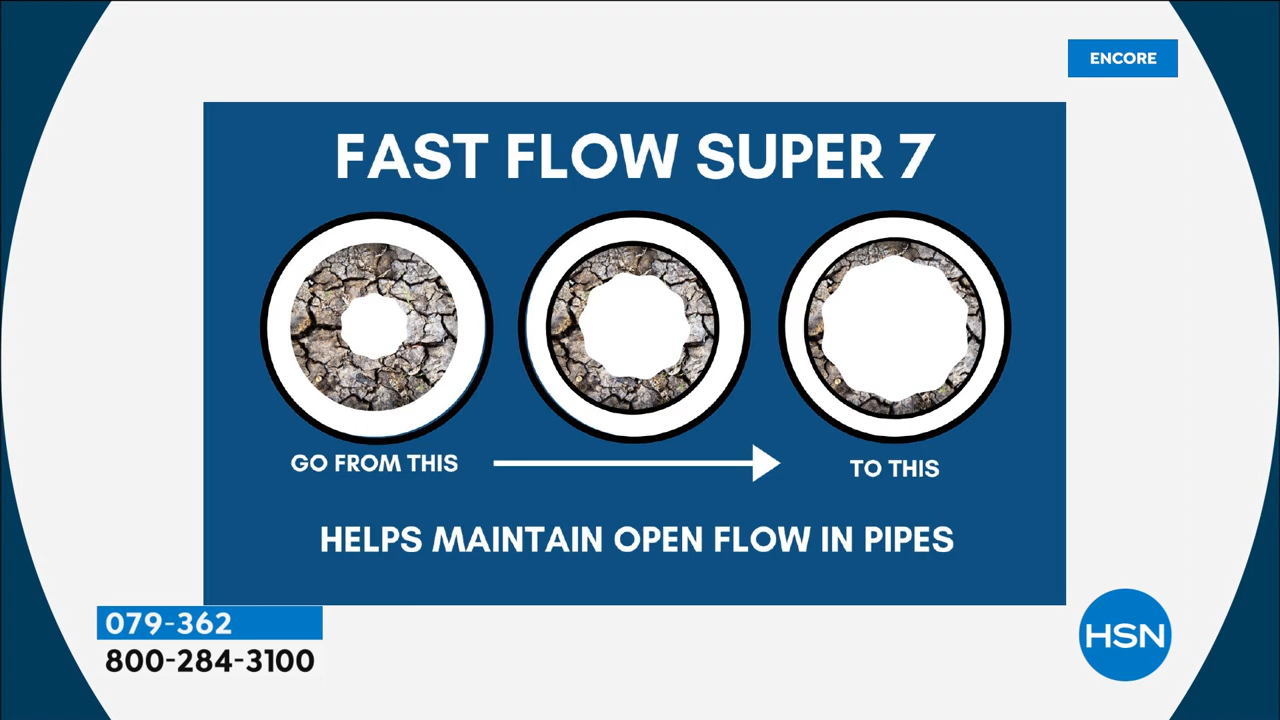 ENCORE
FAST FLOW SUPER 7
GO FROM THIS
TO THIS
HELPS MAINTAIN OPEN FLOW IN PIPES
079-362
800-284-3100
HSN